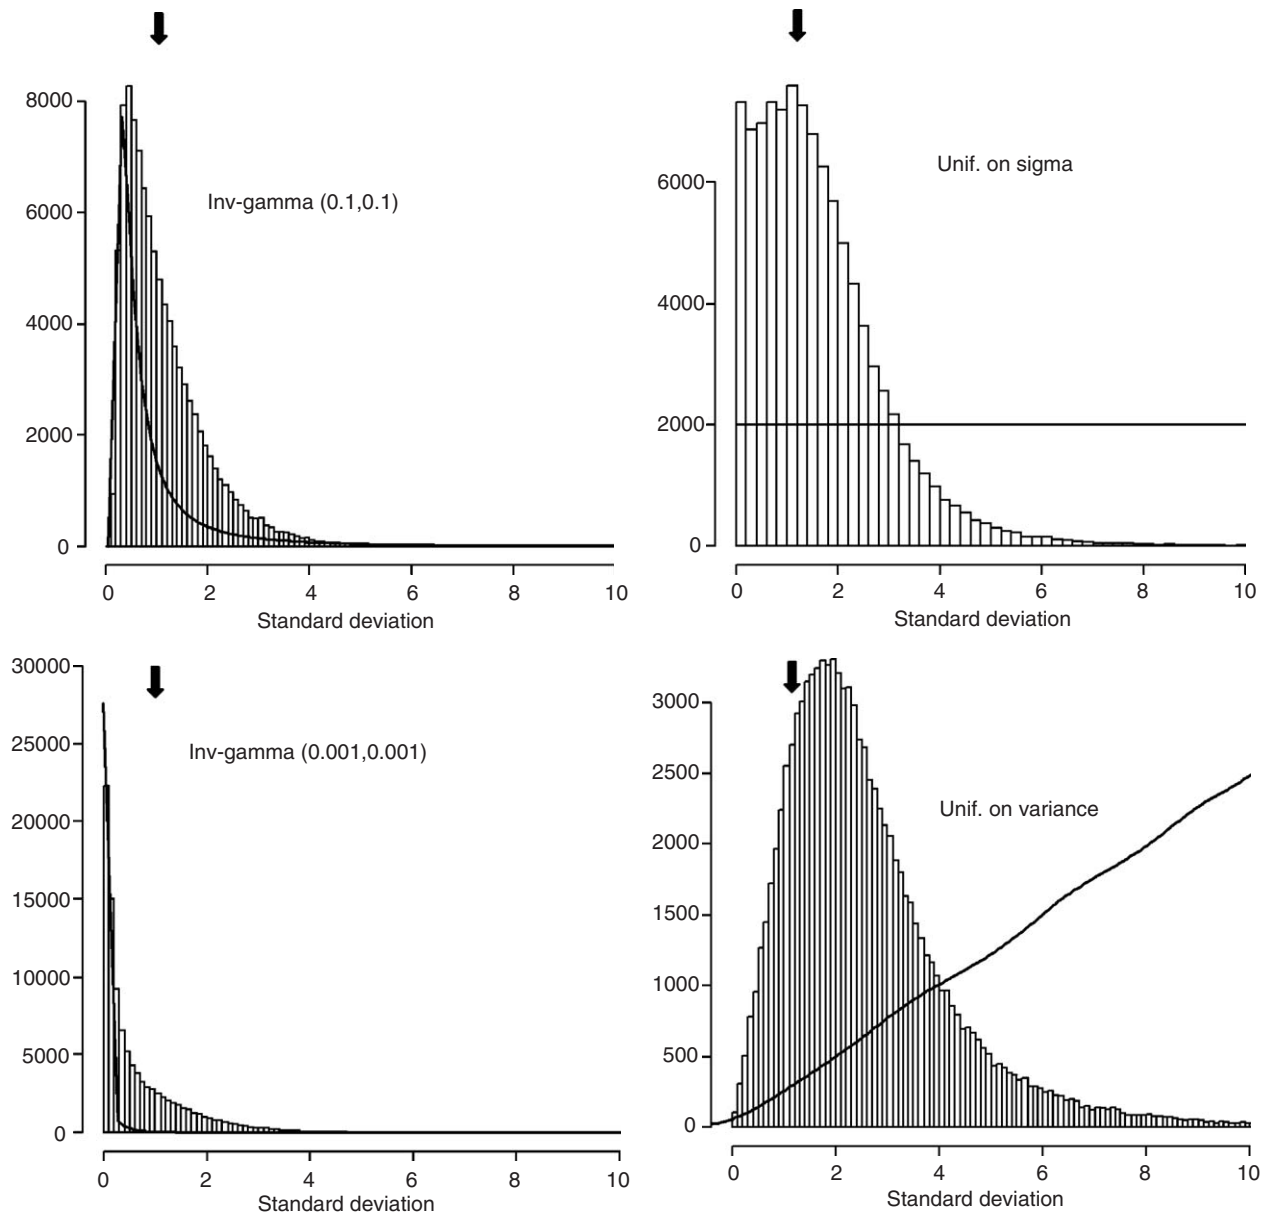 8000
6000
4000
2000
0
Inv-gamma (0.1,0.1)
0 2 4 6 8 10
Standard deviation
6000
4000
2000
0
Unif. on sigma
0 2 4 6 8 10
Standard deviation
30000
25000
20000
15000
10000
5000
0
Inv-gamma (0.001,0.001)
0 2 4 6 8 10
Standard deviation
3000
2500
2000
1500
1000
500
0
Unif. on variance
0 2 4 6 8 10
Standard deviation